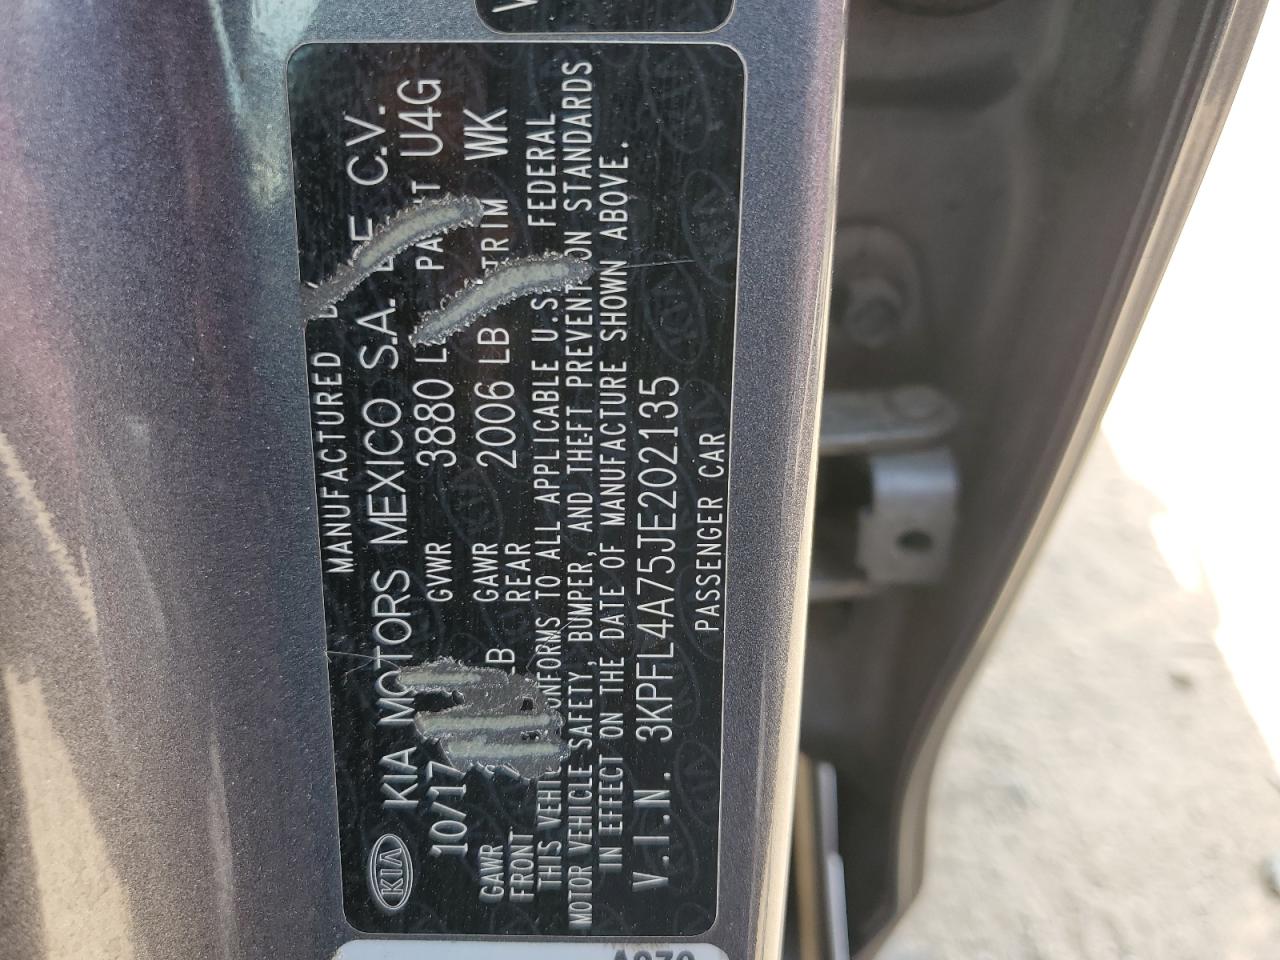 MANUFACTURED
KIA
KIA MOTORS MEXICO S.A. DE C.V.
10/17 GVWR 3880 PAINT U4G
GAWR FRONT GAWR REAR 2006 LB TRIM WK
THIS CONFORMS TO ALL APPLICABLE U.S. FEDERAL
MOTOR VEHICLE SAFETY, BUMPER, AND THEFT PREVENTION STANDARDS
IN EFFECT ON THE DATE OF MANUFACTURE SHOWN ABOVE.
V.I.N. 3KPFL4A75JE202135
PASSENGER CAR